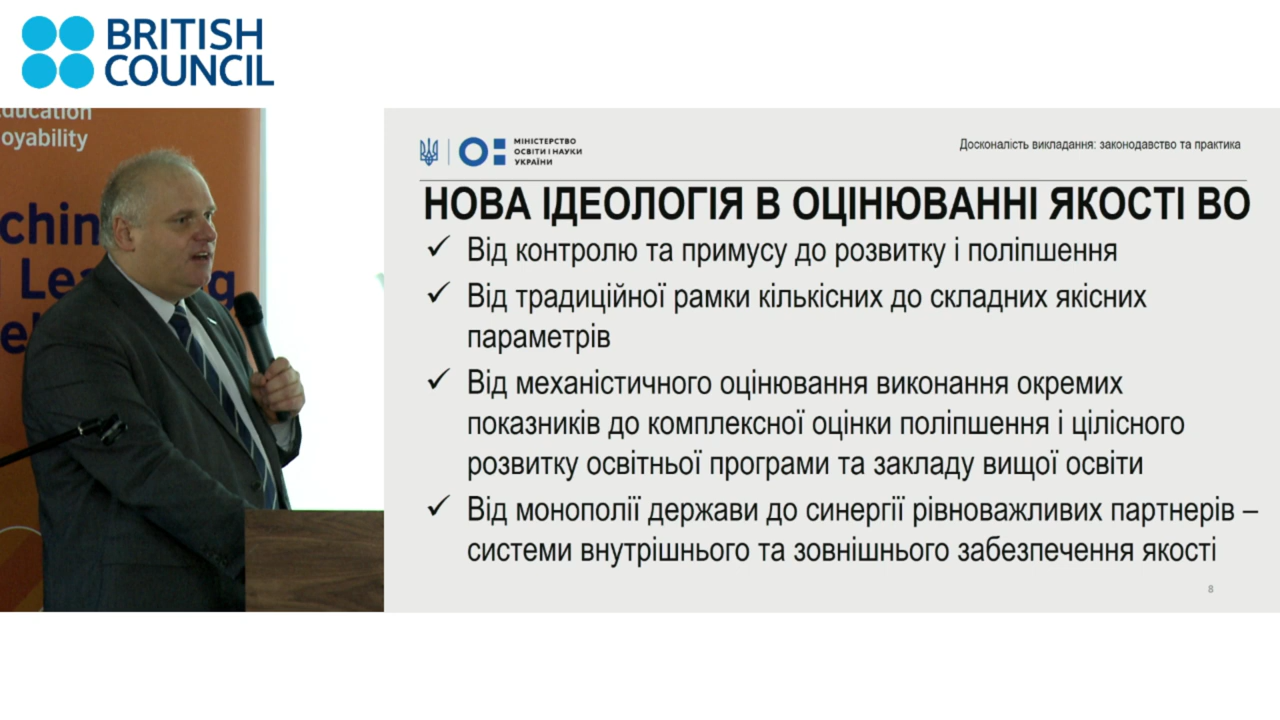 BRITISH
COUNCIL
oyability
МІНІСТЕРСТВО
ОСВІТИ І НАУКИ
УКРАЇНИ
Досконалість викладання: законодавство та практика
НОВА ІДЕОЛОГІЯ В ОЦІНЮВАННІ ЯКОСТІ ВО
✓ Від контролю та примусу до розвитку і поліпшення
✓ Від традиційної рамки кількісних до складних якісних
параметрів
✓ Від механістичного оцінювання виконання окремих
показників до комплексної оцінки поліпшення і цілісного
розвитку освітньої програми та закладу вищої освіти
✓ Від монополії держави до синергії рівноважливих партнерів –
системи внутрішнього та зовнішнього забезпечення якості
8